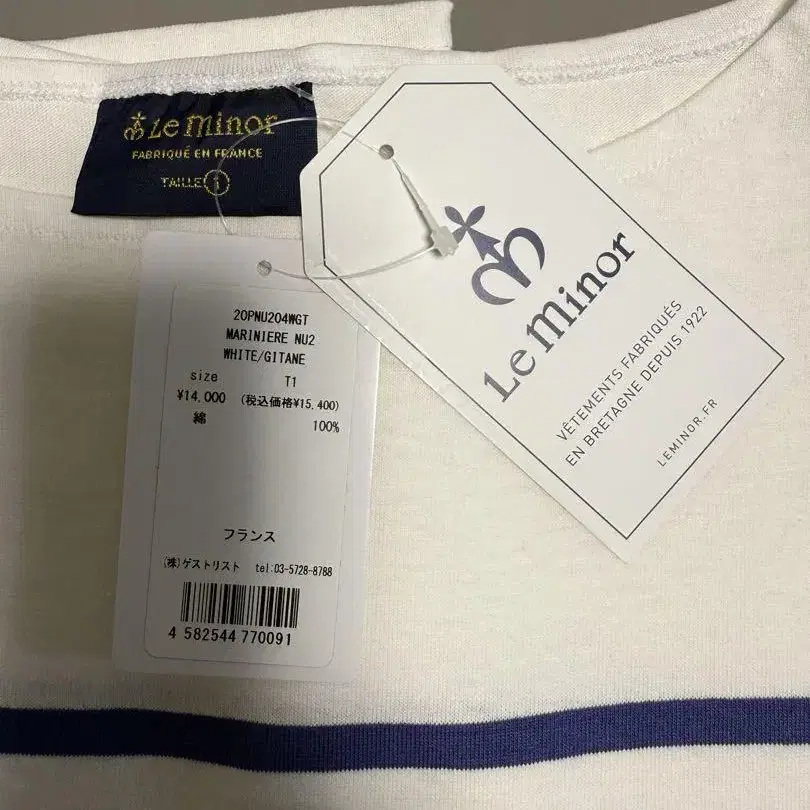 Le minor
FABRIQUÉ EN FRANCE
TAILLE 1
20PNU204WGT
MARINIERE NU2
WHITE/GITANE
size T1
¥14,000 (税込価格¥15,400)
綿 100%
フランス
(株)ゲストリスト tel:03-5728-8788
4 582544 770091
Le minor
VÊTEMENTS FABRIQUÉS
EN BRETAGNE DEPUIS 1922
LEMINOR.FR